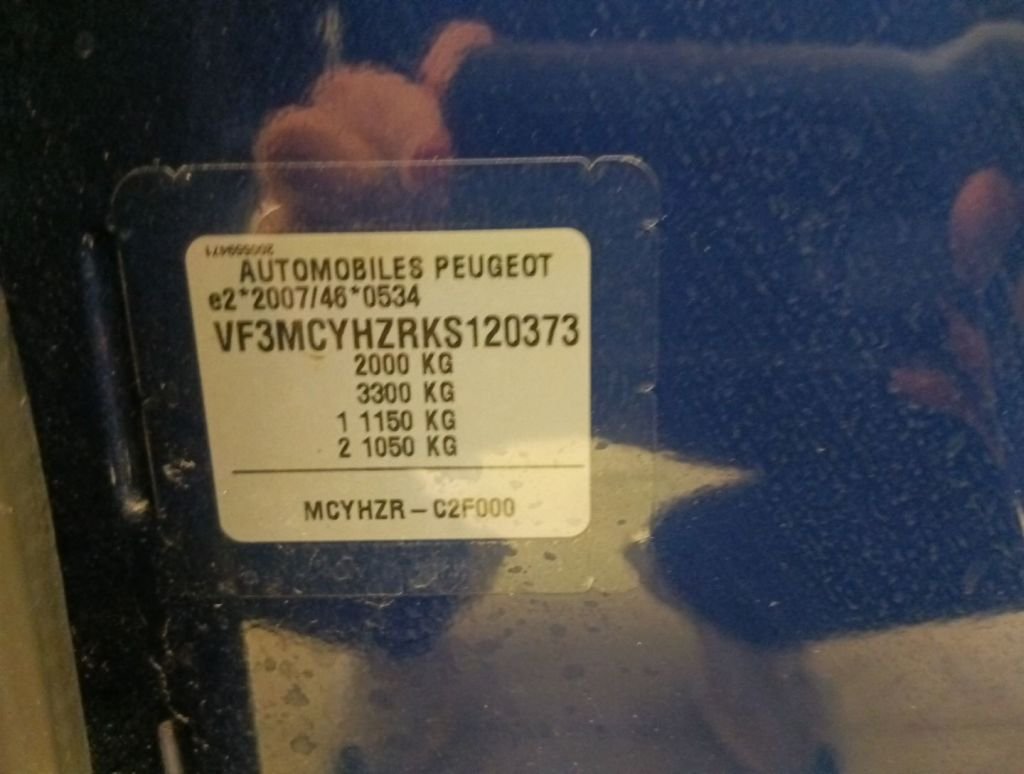 200559471
AUTOMOBILES PEUGEOT
e2*2007/46*0534
VF3MCYHZRKS120373
2000 KG
3300 KG
1 1150 KG
2 1050 KG
MCYHZR – C2F000